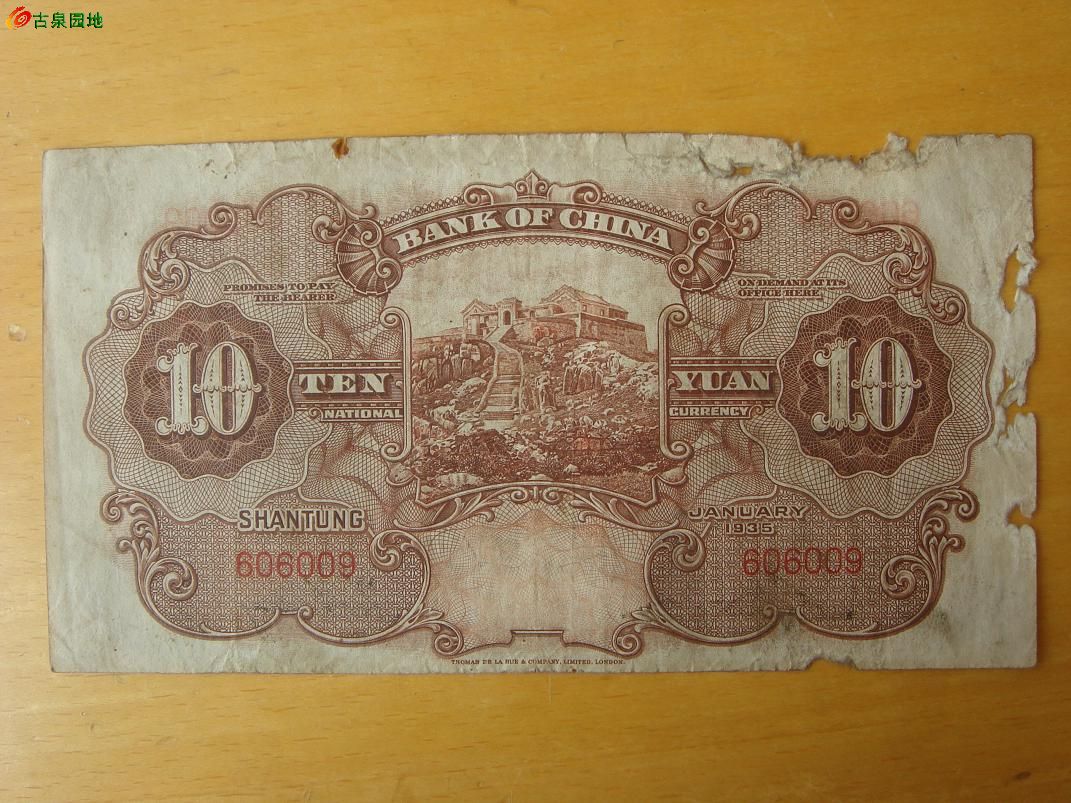 古泉园地
BANK OF CHINA
PROMISES TO PAY
THE BEARER
ON DEMAND AT ITS
OFFICE HERE
10
TEN
YUAN
10
NATIONAL
CURRENCY
SHANTUNG
JANUARY
1935
606009
606009
THOMAS DE LA RUE & COMPANY, LIMITED, LONDON.